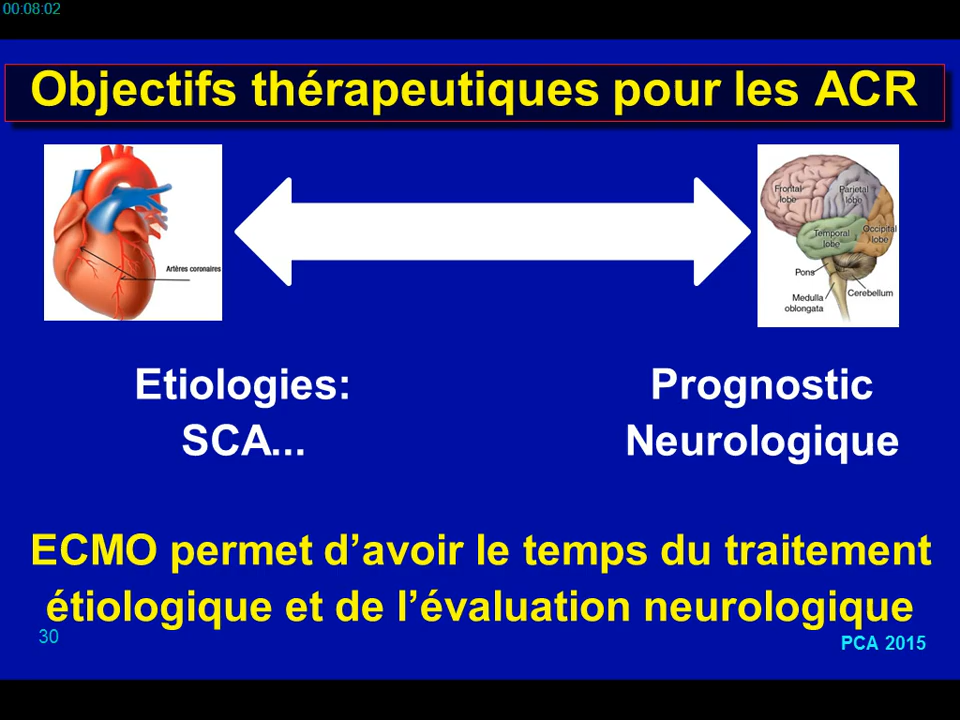 00:08:02
Objectifs thérapeutiques pour les ACR
Artères coronaires
Frontal
lobe
Parietal
lobe
Temporal
lobe
Occipital
lobe
Pons
Medulla
oblongata
Cerebellum
Etiologies:
SCA...
Prognostic
Neurologique
ECMO permet d’avoir le temps du traitement
étiologique et de l’évaluation neurologique
30
PCA 2015